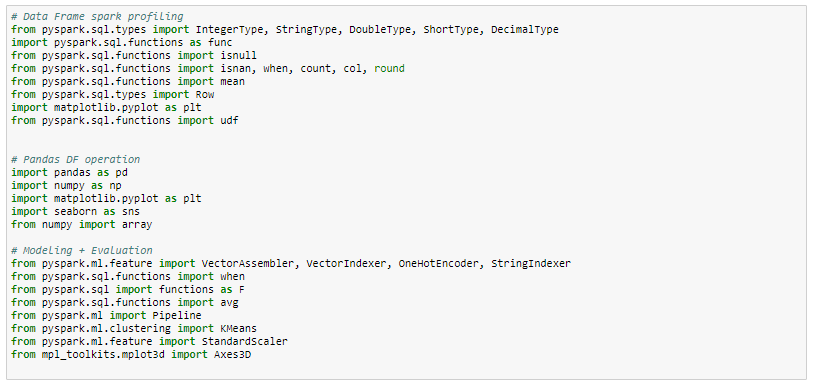 # Data Frame spark profiling
from pyspark.sql.types import IntegerType, StringType, DoubleType, ShortType, DecimalType
import pyspark.sql.functions as func
from pyspark.sql.functions import isnull
from pyspark.sql.functions import isnan, when, count, col, round
from pyspark.sql.functions import mean
from pyspark.sql.types import Row
import matplotlib.pyplot as plt
from pyspark.sql.functions import udf
# Pandas DF operation
import pandas as pd
import numpy as np
import matplotlib.pyplot as plt
import seaborn as sns
from numpy import array
# Modeling + Evaluation
from pyspark.ml.feature import VectorAssembler, VectorIndexer, OneHotEncoder, StringIndexer
from pyspark.sql.functions import when
from pyspark.sql import functions as F
from pyspark.sql.functions import avg
from pyspark.ml import Pipeline
from pyspark.ml.clustering import KMeans
from pyspark.ml.feature import StandardScaler
from mpl_toolkits.mplot3d import Axes3D